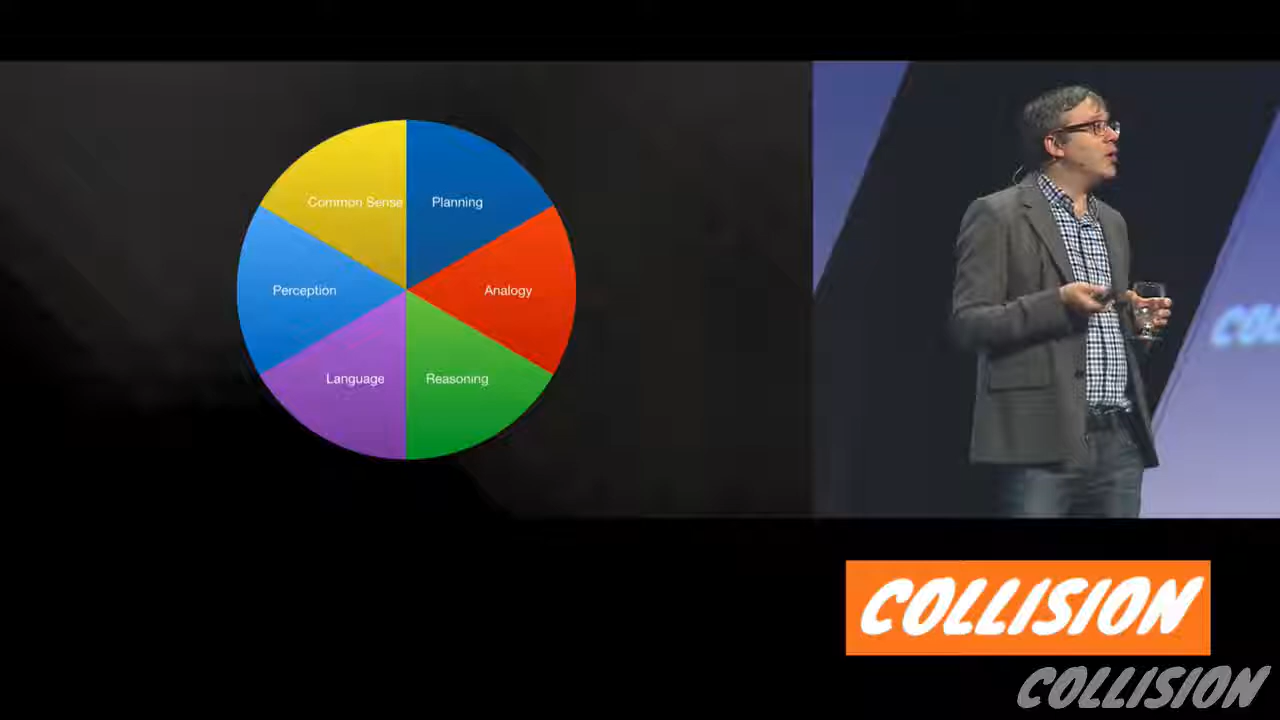 Common Sense
Planning
Perception
Analogy
Language
Reasoning
COLLISION
COLLISION